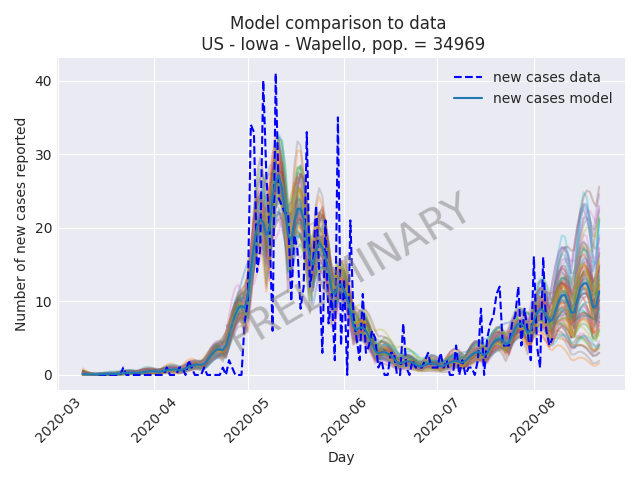 Model comparison to data
US - Iowa - Wapello, pop. = 34969
new cases data
new cases model
PRELIMINARY
Number of new cases reported
40
30
20
10
0
2020-03
2020-04
2020-05
2020-06
2020-07
2020-08
Day